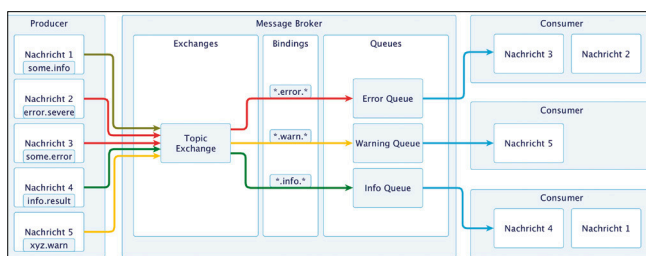 Producer
Nachricht 1
some.info
Nachricht 2
error.severe
Nachricht 3
some.error
Nachricht 4
info.result
Nachricht 5
xyz.warn
Message Broker
Exchanges
Topic
Exchange
Bindings
*.error.*
*.warn.*
*.info.*
Queues
Error Queue
Warning Queue
Info Queue
Consumer
Nachricht 3
Nachricht 2
Consumer
Nachricht 5
Consumer
Nachricht 4
Nachricht 1